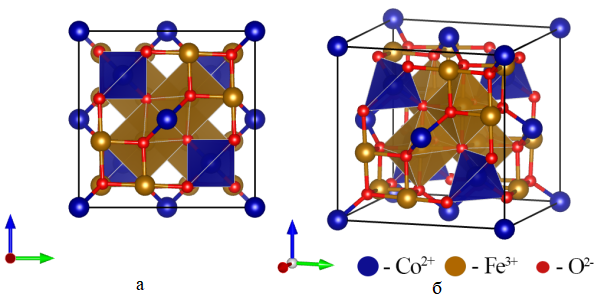 - Co2+ - Fe3+ - O2-
а б